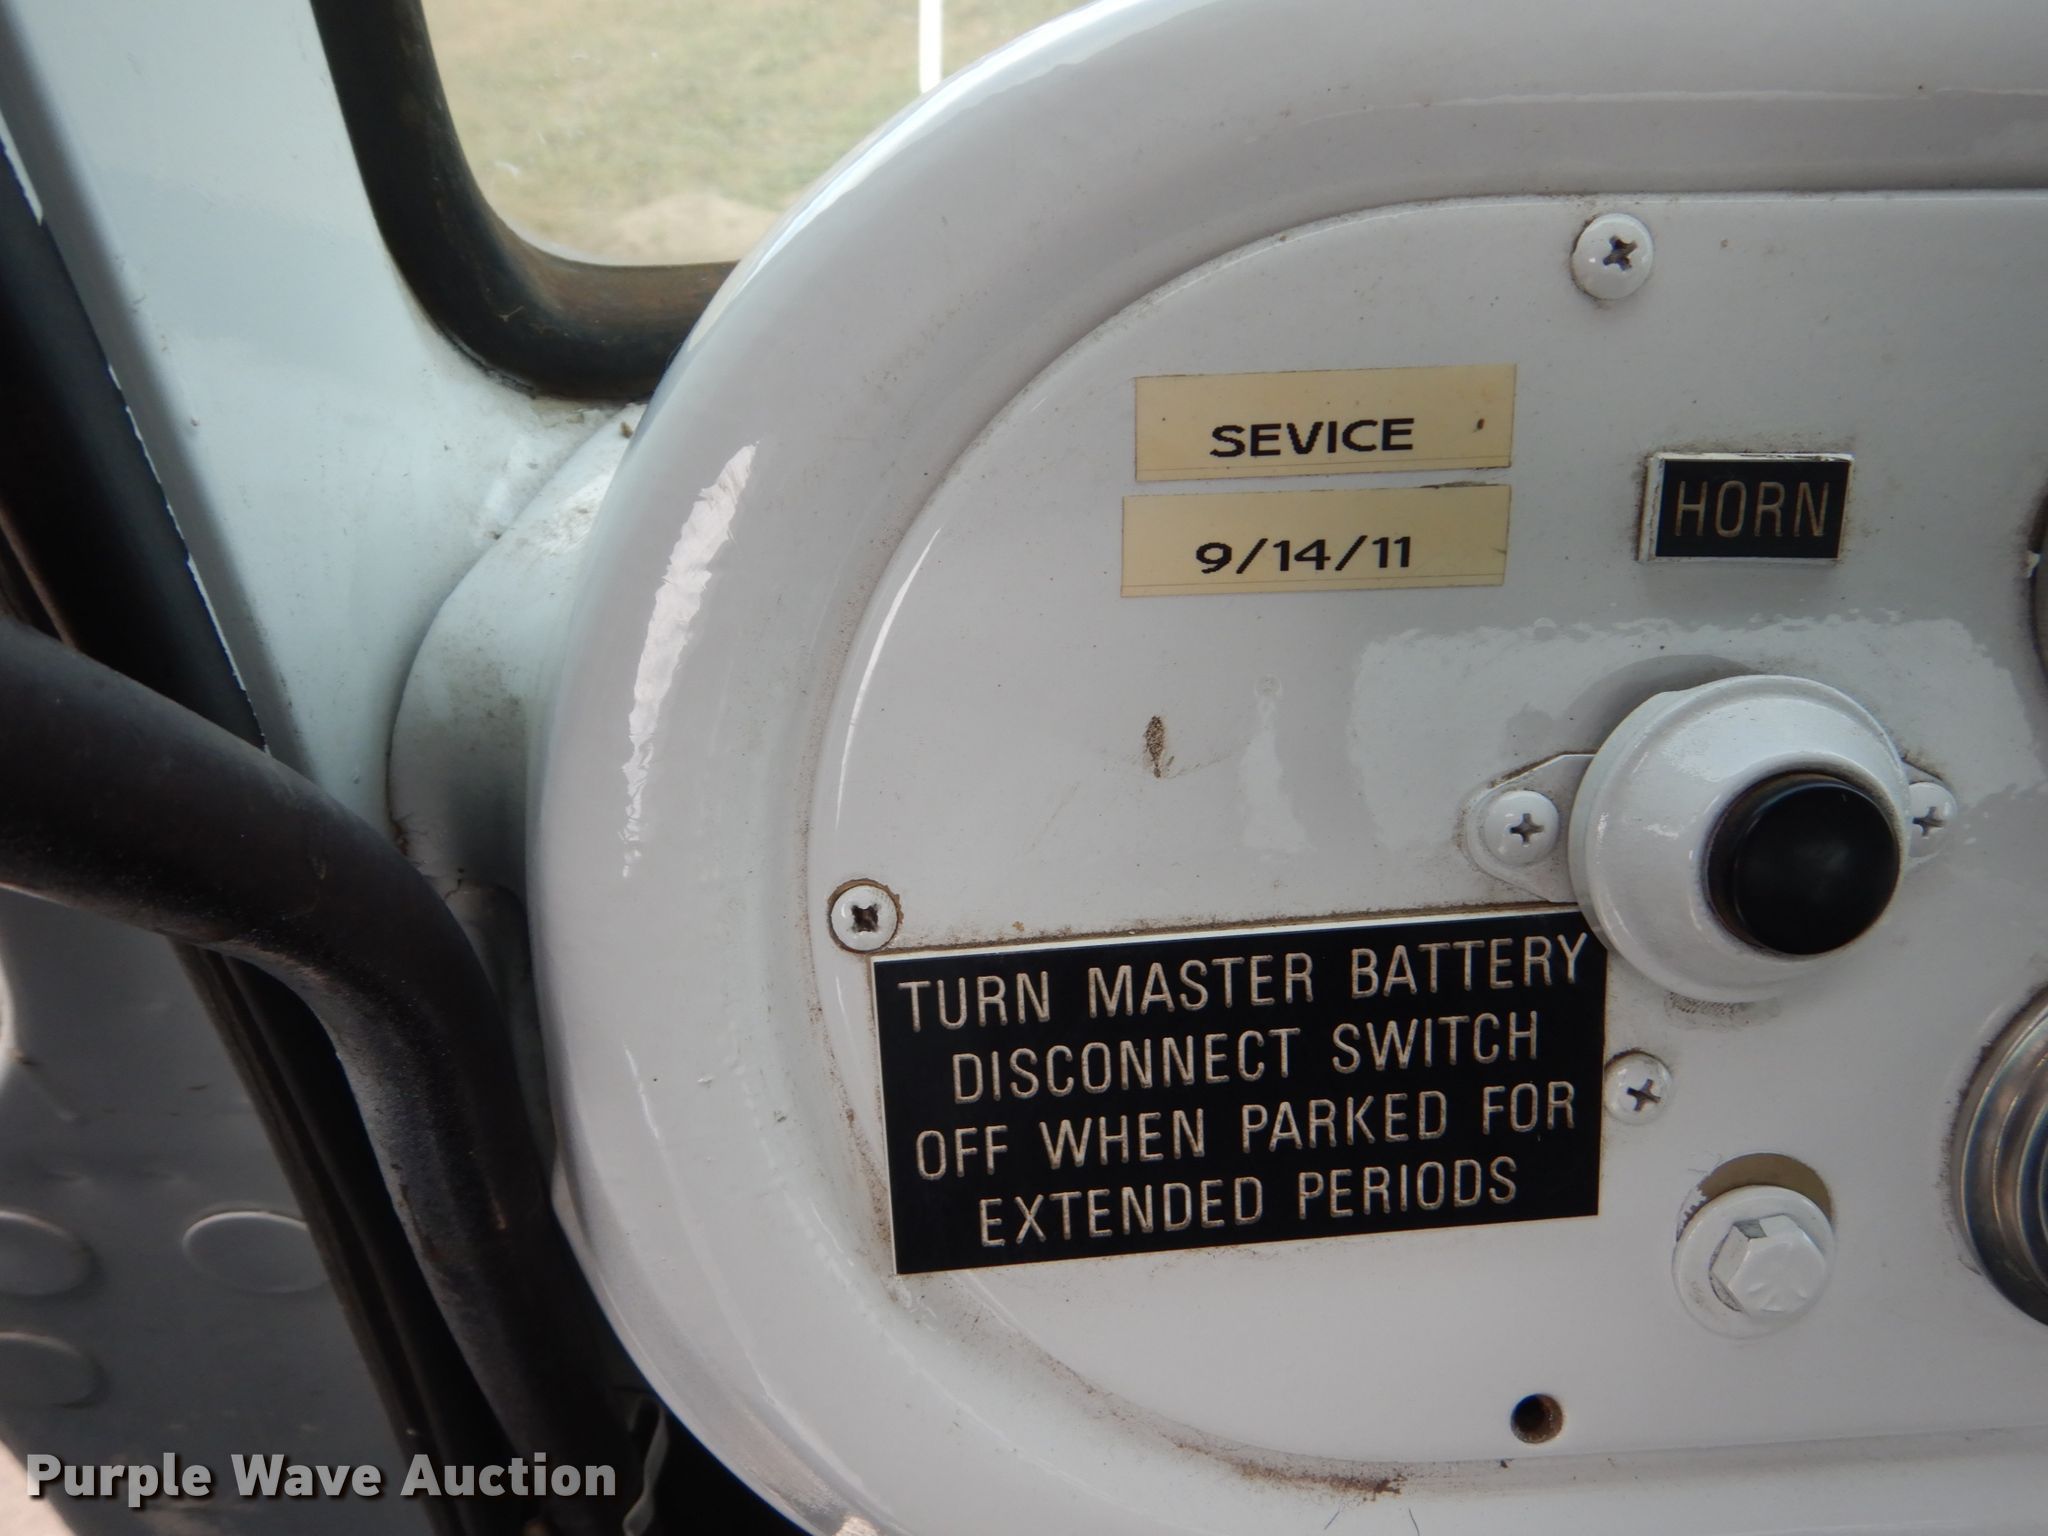 SEVICE
9/14/11
HORN
TURN MASTER BATTERY
DISCONNECT SWITCH
OFF WHEN PARKED FOR
EXTENDED PERIODS
Purple Wave Auction